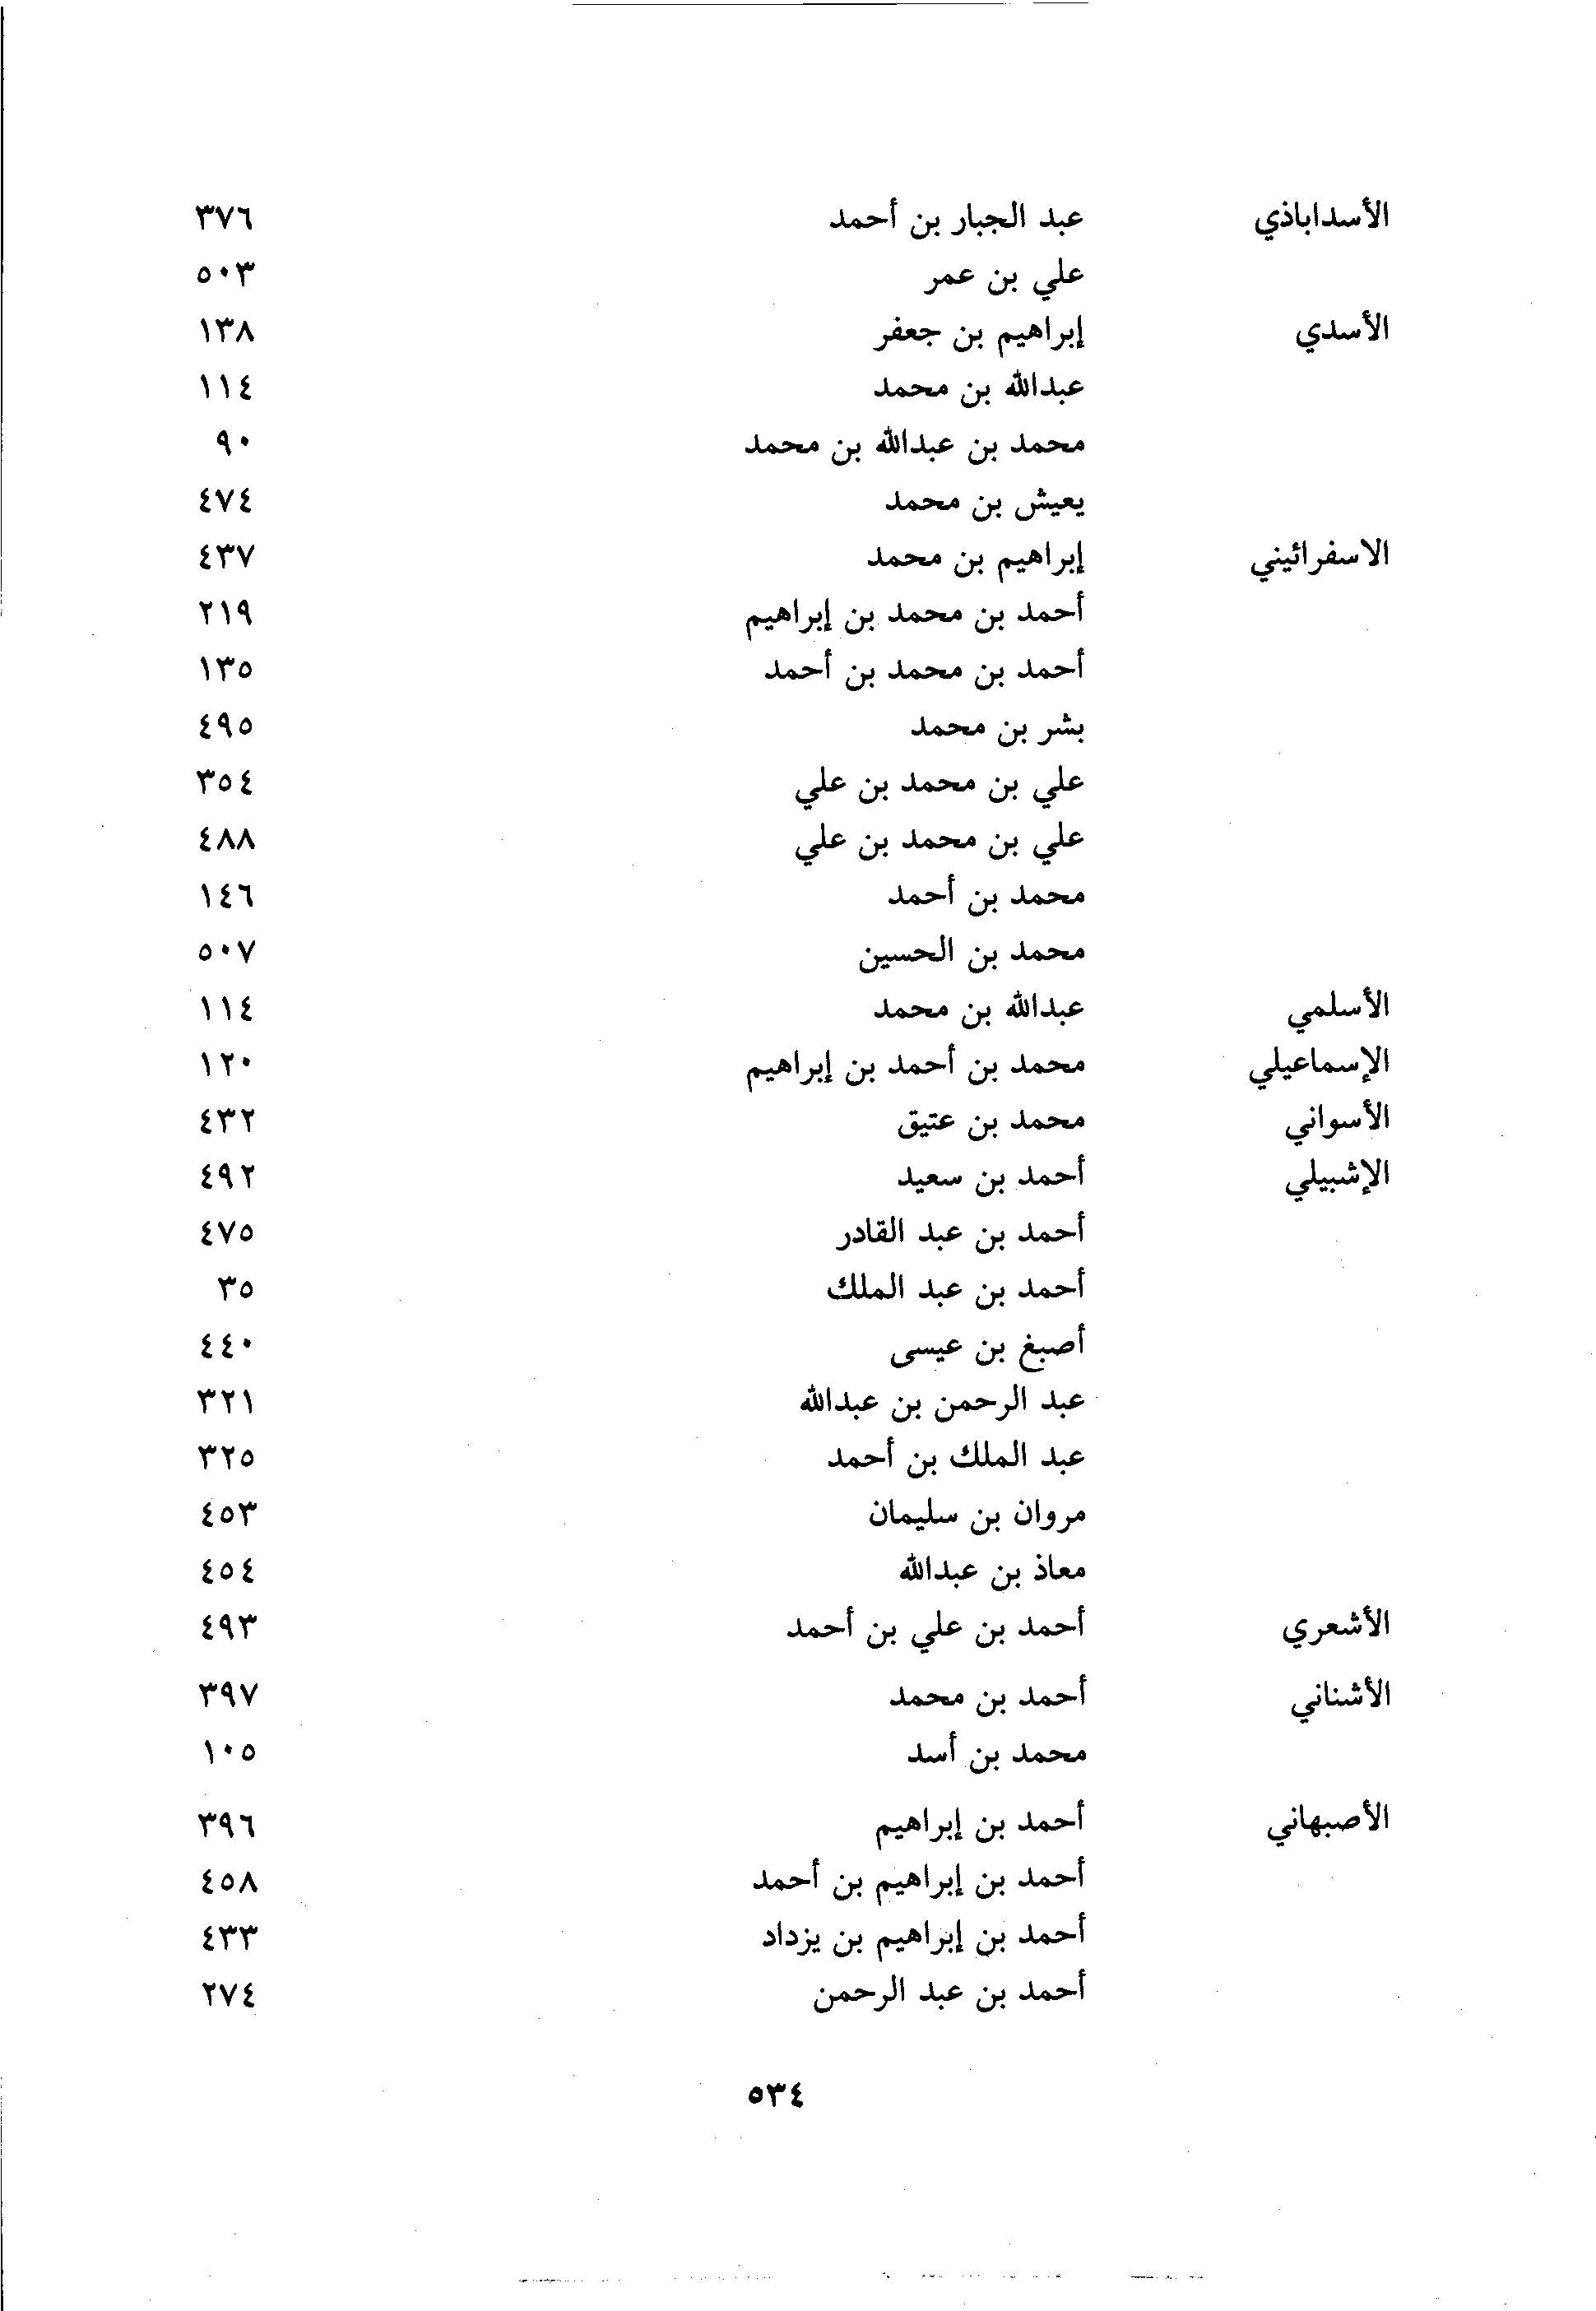 الأسداباذي عبد الجبار بن أحمد ٣٧٦
علي بن عمر ٥٠٣
الأسدي إبراهيم بن جعفر ١٣٨
عبدالله بن محمد ١١٤
محمد بن عبدالله بن محمد ٩٠
يعيش بن محمد ٤٧٤
الاسفرائيني إبراهيم بن محمد ٤٣٧
أحمد بن محمد بن إبراهيم ٢١٩
أحمد بن محمد بن أحمد ١٣٥
بشر بن محمد ٤٩٥
علي بن محمد بن علي ٣٥٤
علي بن محمد بن علي ٤٨٨
محمد بن أحمد ١٤٦
محمد بن الحسين ٥٠٧
الأسلمي عبدالله بن محمد ١١٤
الإسماعيلي محمد بن أحمد بن إبراهيم ١٢٠
الأسواني محمد بن عتيق ٤٣٢
الإشبيلي أحمد بن سعيد ٤٩٢
أحمد بن عبد القادر ٤٧٥
أحمد بن عبد الملك ٣٥
أصبغ بن عيسى ٤٤٠
عبد الرحمن بن عبدالله ٣٢١
عبد الملك بن أحمد ٣٢٥
مروان بن سليمان ٤٥٣
معاذ بن عبدالله ٤٥٤
الأشعري أحمد بن علي بن أحمد ٤٩٣
الأشناني أحمد بن محمد ٣٩٧
محمد بن أسد ١٠٥
الأصبهاني أحمد بن إبراهيم ٣٩٦
أحمد بن إبراهيم بن أحمد ٤٥٨
أحمد بن إبراهيم بن يزداد ٤٣٣
أحمد بن عبد الرحمن ٢٧٤
٥٣٤